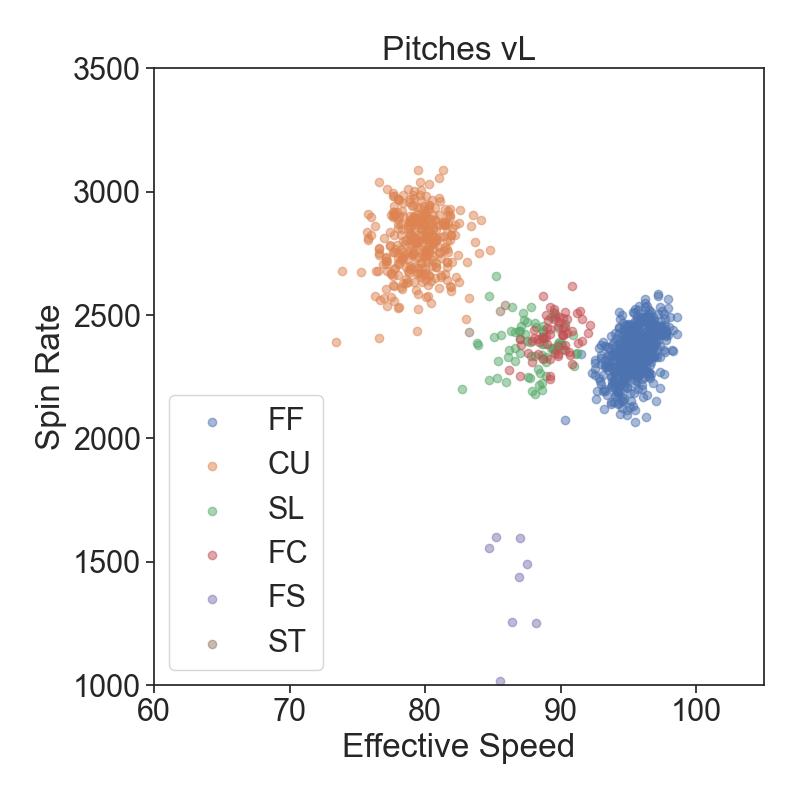 Pitches vL
3500
3000
2500
2000
1500
1000
Spin Rate
FF
CU
SL
FC
FS
ST
60 70 80 90 100
Effective Speed